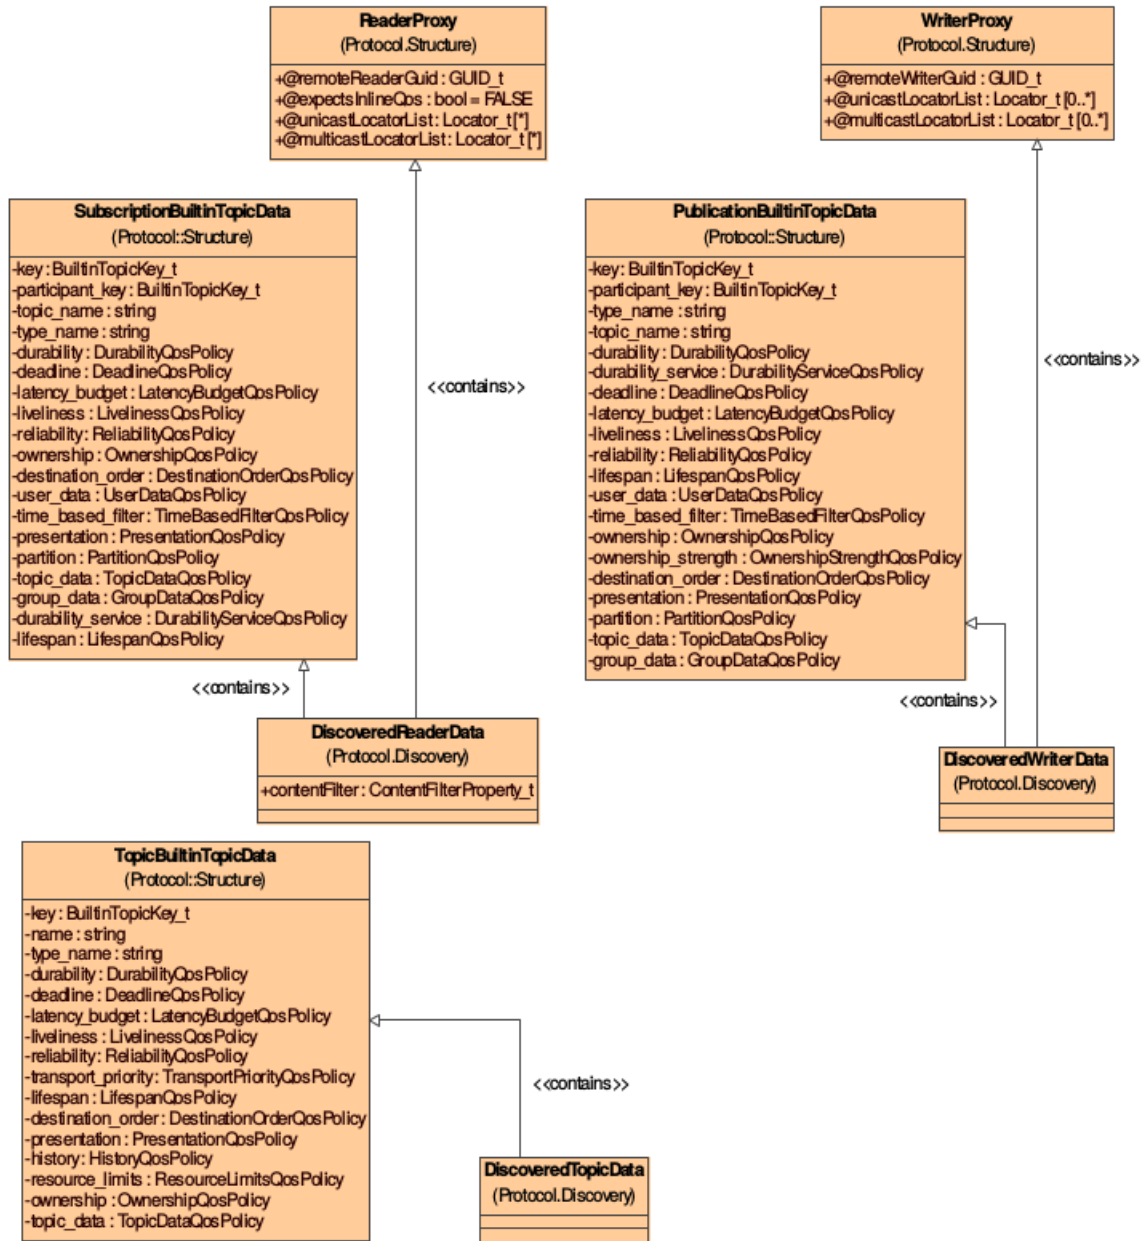 ReaderProxy
(Protocol.Structure)
+@remoteReaderGuid : GUID_t
+@expectsInlineQos : bool = FALSE
+@unicastLocatorList : Locator_t [*]
+@multicastLocatorList : Locator_t [*]
WriterProxy
(Protocol.Structure)
+@remoteWriterGuid : GUID_t
+@unicastLocatorList : Locator_t [0..*]
+@multicastLocatorList : Locator_t [0..*]
SubscriptionBuiltinTopicData
(Protocol::Structure)
-key : BuiltinTopicKey_t
-participant_key : BuiltinTopicKey_t
-topic_name : string
-type_name : string
-durability : DurabilityQosPolicy
-deadline : DeadlineQosPolicy
-latency_budget : LatencyBudgetQosPolicy
-liveliness : LivelinessQosPolicy
-reliability : ReliabilityQosPolicy
-ownership : OwnershipQosPolicy
-destination_order : DestinationOrderQosPolicy
-user_data : UserDataQosPolicy
-time_based_filter : TimeBasedFilterQosPolicy
-presentation : PresentationQosPolicy
-partition : PartitionQosPolicy
-topic_data : TopicDataQosPolicy
-group_data : GroupDataQosPolicy
-durability_service : DurabilityServiceQosPolicy
-lifespan : LifespanQosPolicy
<<contains>>
PublicationBuiltinTopicData
(Protocol::Structure)
-key : BuiltinTopicKey_t
-participant_key : BuiltinTopicKey_t
-type_name : string
-topic_name : string
-durability : DurabilityQosPolicy
-durability_service : DurabilityServiceQosPolicy
-deadline : DeadlineQosPolicy
-latency_budget : LatencyBudgetQosPolicy
-liveliness : LivelinessQosPolicy
-reliability : ReliabilityQosPolicy
-lifespan : LifespanQosPolicy
-user_data : UserDataQosPolicy
-time_based_filter : TimeBasedFilterQosPolicy
-ownership : OwnershipQosPolicy
-ownership_strength : OwnershipStrengthQosPolicy
-destination_order : DestinationOrderQosPolicy
-presentation : PresentationQosPolicy
-partition : PartitionQosPolicy
-topic_data : TopicDataQosPolicy
-group_data : GroupDataQosPolicy
<<contains>>
<<contains>>
<<contains>>
DiscoveredReaderData
(Protocol.Discovery)
+contentFilter : ContentFilterProperty_t
DiscoveredWriterData
(Protocol.Discovery)
TopicBuiltinTopicData
(Protocol::Structure)
-key : BuiltinTopicKey_t
-name : string
-type_name : string
-durability : DurabilityQosPolicy
-deadline : DeadlineQosPolicy
-latency_budget : LatencyBudgetQosPolicy
-liveliness : LivelinessQosPolicy
-reliability : ReliabilityQosPolicy
-transport_priority : TransportPriorityQosPolicy
-lifespan : LifespanQosPolicy
-destination_order : DestinationOrderQosPolicy
-presentation : PresentationQosPolicy
-history : HistoryQosPolicy
-resource_limits : ResourceLimitsQosPolicy
-ownership : OwnershipQosPolicy
-topic_data : TopicDataQosPolicy
<<contains>>
DiscoveredTopicData
(Protocol.Discovery)